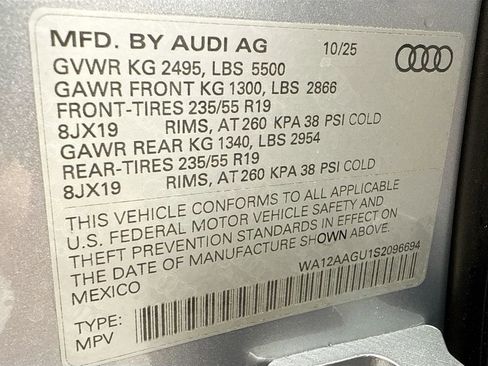 MFD. BY AUDI AG 10/25
GVWR KG 2495, LBS 5500
GAWR FRONT KG 1300, LBS 2866
FRONT-TIRES 235/55 R19
8JX19 RIMS, AT 260 KPA 38 PSI COLD
GAWR REAR KG 1340, LBS 2954
REAR-TIRES 235/55 R19
8JX19 RIMS, AT 260 KPA 38 PSI COLD
THIS VEHICLE CONFORMS TO ALL APPLICABLE
U.S. FEDERAL MOTOR VEHICLE SAFETY AND
THEFT PREVENTION STANDARDS IN EFFECT ON
THE DATE OF MANUFACTURE SHOWN ABOVE.
MEXICO
WA12AAGU1S2096694
TYPE:
MPV